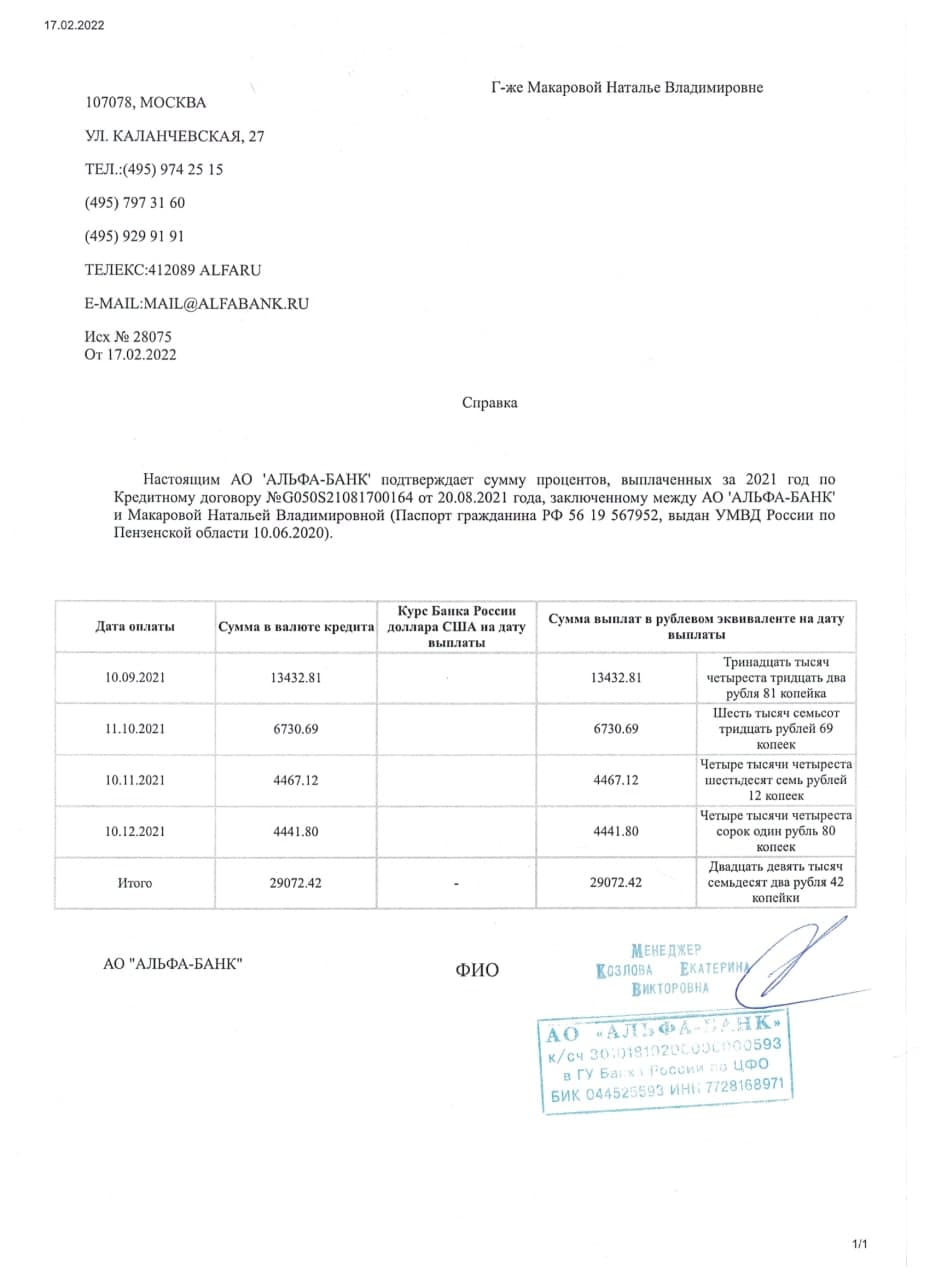 17.02.2022
Г-же Макаровой Наталье Владимировне
107078, МОСКВА
УЛ. КАЛАНЧЕВСКАЯ, 27
ТЕЛ.:(495) 974 25 15
(495) 797 31 60
(495) 929 91 91
ТЕЛЕКС:412089 ALFARU
E-MAIL:MAIL@ALFABANK.RU
Исх № 28075
От 17.02.2022
Справка
Настоящим АО 'АЛЬФА-БАНК' подтверждает сумму процентов, выплаченных за 2021 год по
Кредитному договору №G050S21081700164 от 20.08.2021 года, заключенному между АО 'АЛЬФА-БАНК'
и Макаровой Натальей Владимировной (Паспорт гражданина РФ 56 19 567952, выдан УМВД России по
Пензенской области 10.06.2020).
Дата оплаты
Сумма в валюте кредита
Курс Банка России
доллара США на дату
выплаты
Сумма выплат в рублевом эквиваленте на дату
выплаты
10.09.2021
13432.81
13432.81
Тринадцать тысяч
четыреста тридцать два
рубля 81 копейка
11.10.2021
6730.69
6730.69
Шесть тысяч семьсот
тридцать рублей 69
копеек
10.11.2021
4467.12
4467.12
Четыре тысячи четыреста
шестьдесят семь рублей
12 копеек
10.12.2021
4441.80
4441.80
Четыре тысячи четыреста
сорок один рубль 80
копеек
Итого
29072.42
-
29072.42
Двадцать девять тысяч
семьдесят два рубля 42
копейки
АО "АЛЬФА-БАНК"
ФИО
МЕНЕДЖЕР
КОЗЛОВА ЕКАТЕРИНА
ВИКТОРОВНА
АО «АЛЬФА-БАНК»
к/сч
в ГУ Банка России по ЦФО
БИК 044525593 ИНН 7728168971
1/1